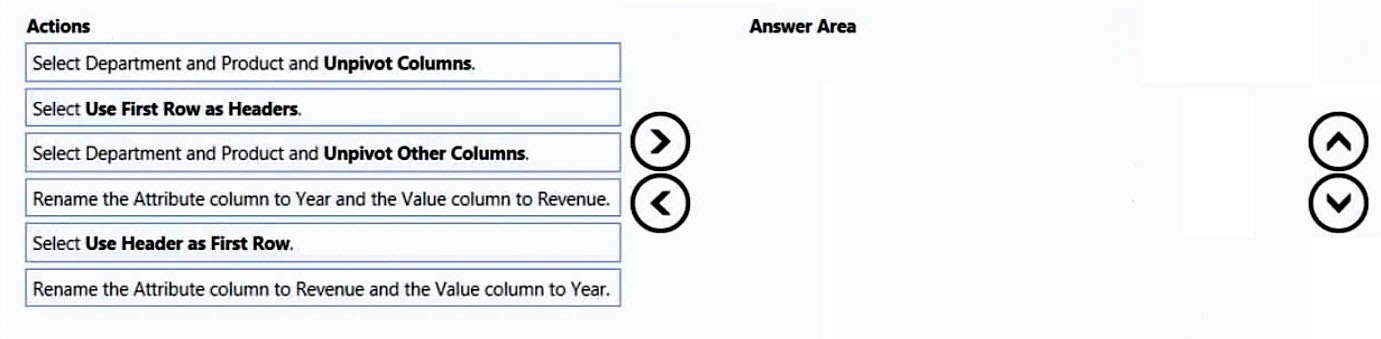 Actions
Answer Area
Select Department and Product and Unpivot Columns.
Select Use First Row as Headers.
Select Department and Product and Unpivot Other Columns.
Rename the Attribute column to Year and the Value column to Revenue.
Select Use Header as First Row.
Rename the Attribute column to Revenue and the Value column to Year.